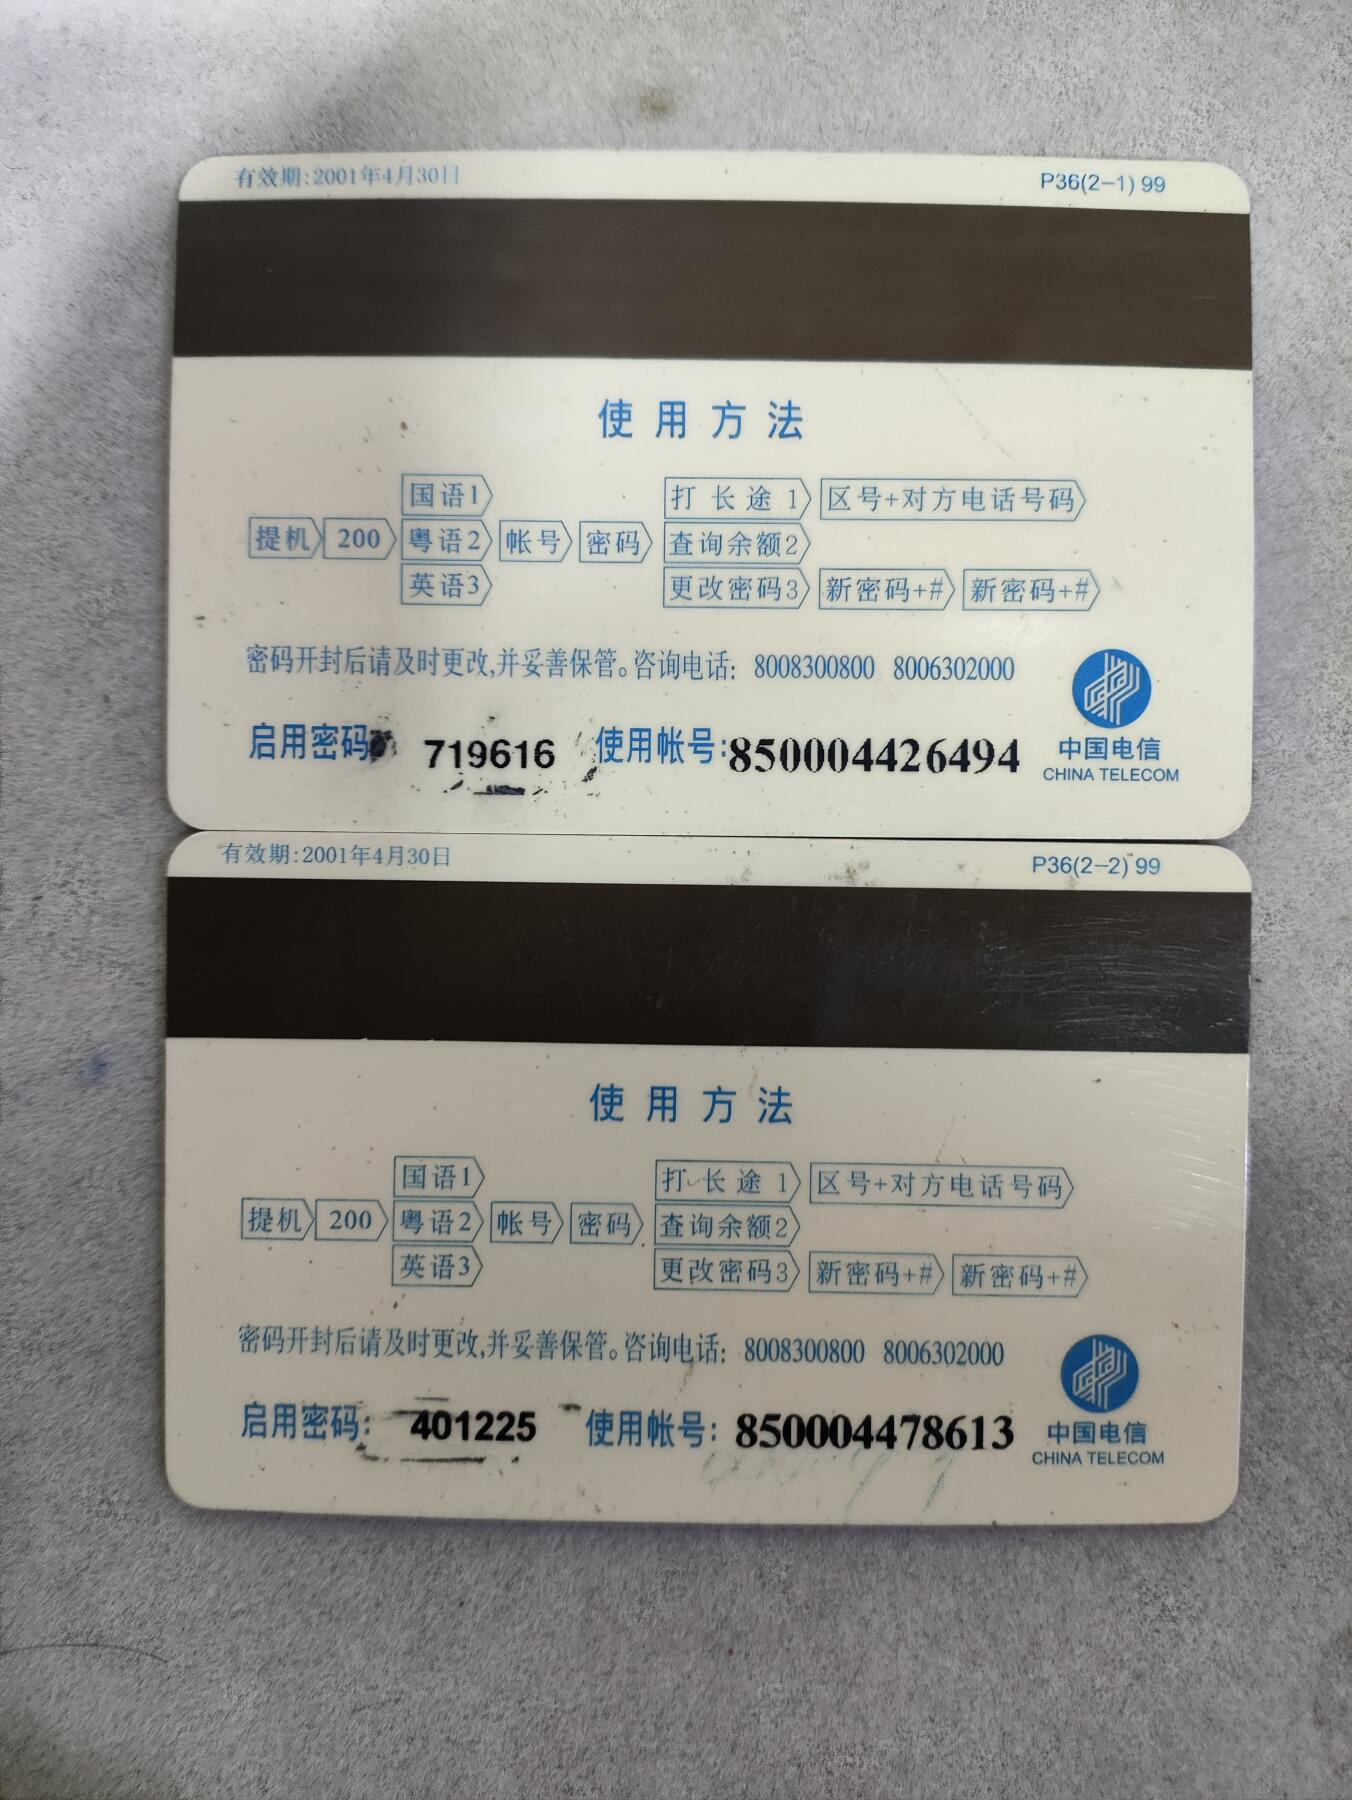 有效期:2001年4月30日 P36(2-1) 99
使用方法
国语1 打长途 1 区号+对方电话号码
提机 200 粤语2 帐号 密码 查询余额2
英语3 更改密码3 新密码+# 新密码+#
密码开封后请及时更改,并妥善保管。咨询电话: 8008300800 8006302000
启用密码 719616 使用帐号:850004426494
中国电信
CHINA TELECOM
有效期:2001年4月30日 P36(2-2) 99
使用方法
国语1 打长途 1 区号+对方电话号码
提机 200 粤语2 帐号 密码 查询余额2
英语3 更改密码3 新密码+# 新密码+#
密码开封后请及时更改,并妥善保管。咨询电话: 8008300800 8006302000
启用密码: 401225 使用帐号: 850004478613
中国电信
CHINA TELECOM